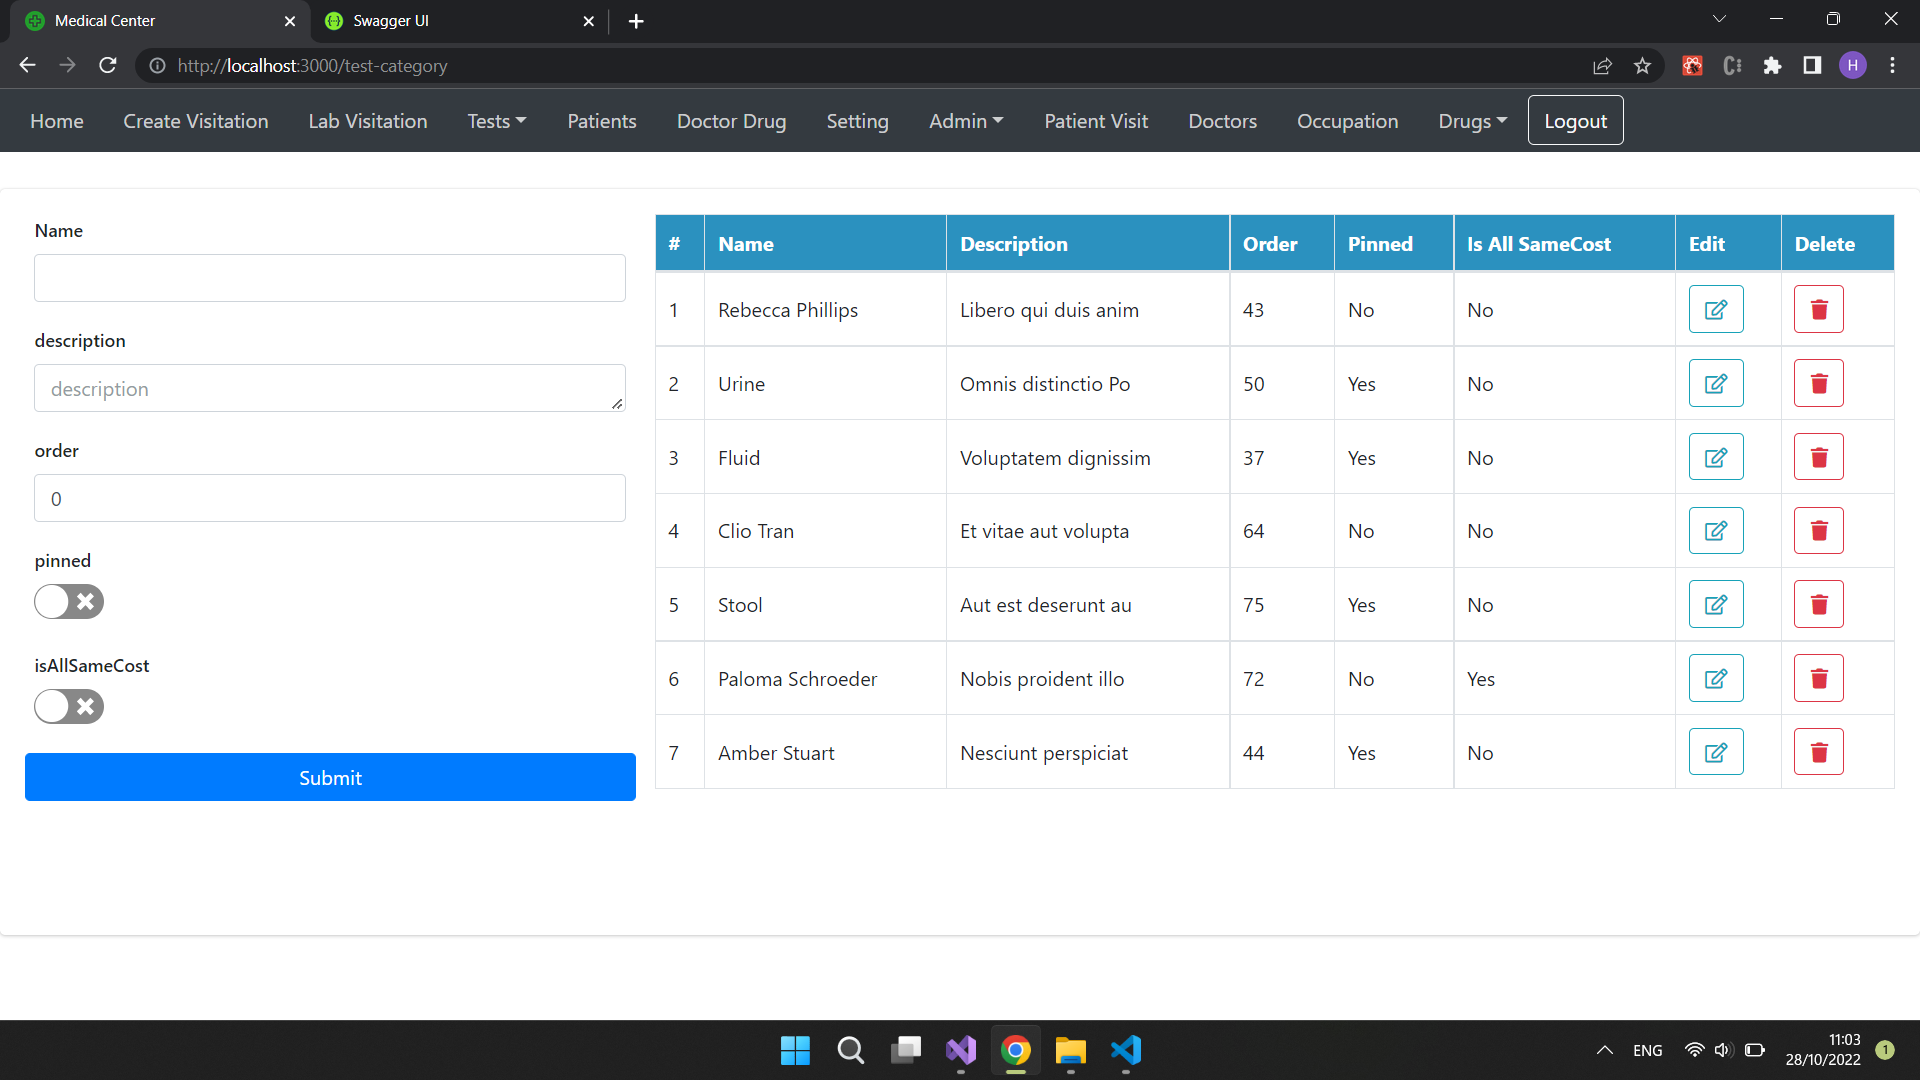 Medical Center
Swagger UI
http://localhost:3000/test-category
H
Home Create Visitation Lab Visitation Tests Patients Doctor Drug Setting Admin Patient Visit Doctors Occupation Drugs Logout
Name
description
description
order
0
pinned
isAllSameCost
Submit
# Name Description Order Pinned Is All SameCost Edit Delete
1 Rebecca Phillips Libero qui duis anim 43 No No
2 Urine Omnis distinctio Po 50 Yes No
3 Fluid Voluptatem dignissim 37 Yes No
4 Clio Tran Et vitae aut volupta 64 No No
5 Stool Aut est deserunt au 75 Yes No
6 Paloma Schroeder Nobis proident illo 72 No Yes
7 Amber Stuart Nesciunt perspiciat 44 Yes No
ENG
11:03
28/10/2022
1